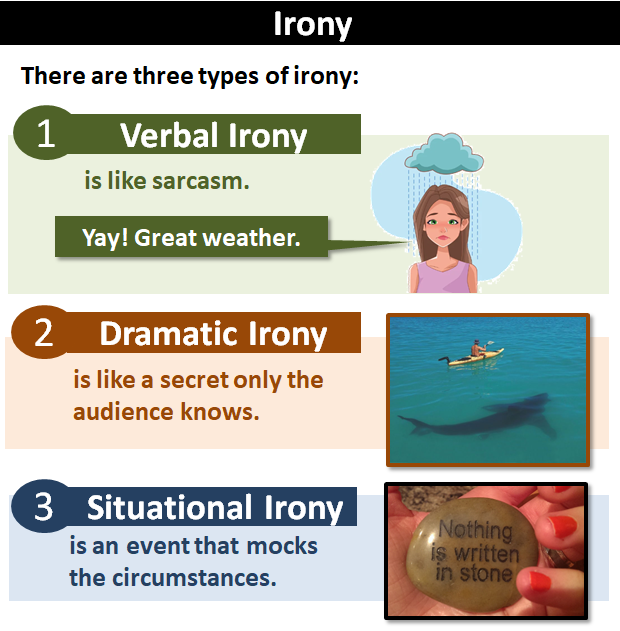 Irony
There are three types of irony:
1
Verbal Irony
is like sarcasm.
Yay! Great weather.
2
Dramatic Irony
is like a secret only the
audience knows.
3
Situational Irony
is an event that mocks
the circumstances.
Nothing
is written
in stone